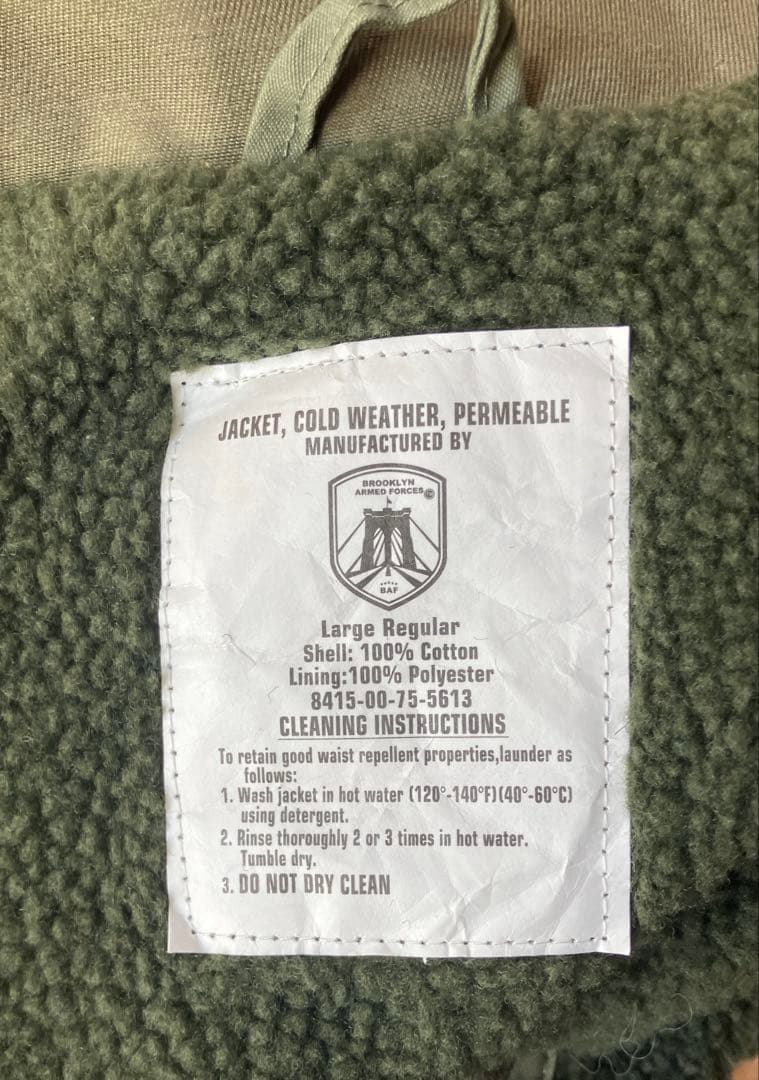 JACKET, COLD WEATHER, PERMEABLE
MANUFACTURED BY
BROOKLYN
ARMED FORCES©
BAF
Large Regular
Shell: 100% Cotton
Lining:100% Polyester
8415-00-75-5613
CLEANING INSTRUCTIONS
To retain good waist repellent properties,launder as
follows:
1. Wash jacket in hot water (120°-140°F)(40°-60°C)
using detergent.
2. Rinse thoroughly 2 or 3 times in hot water.
Tumble dry.
3. DO NOT DRY CLEAN